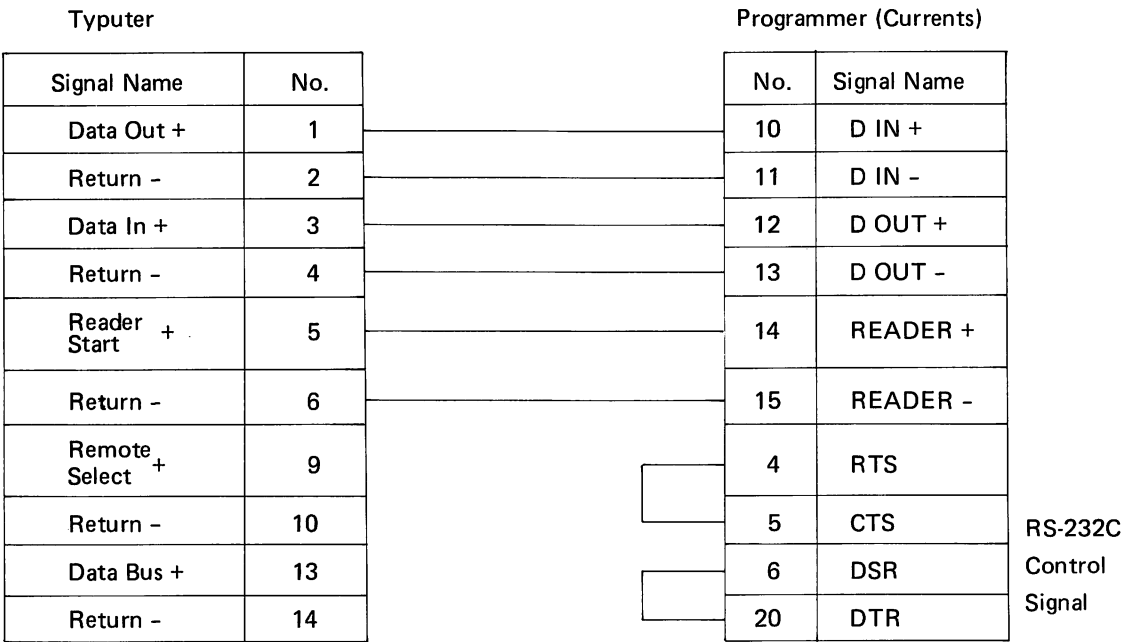 Typuter Programmer (Currents)
Signal Name No. No. Signal Name
Data Out + 1 10 D IN +
Return – 2 11 D IN –
Data In + 3 12 D OUT +
Return – 4 13 D OUT –
Reader
Start + 5 14 READER +
Return – 6 15 READER –
Remote
Select + 9 4 RTS
Return – 10 5 CTS
Data Bus + 13 6 DSR
Return – 14 20 DTR
RS-232C
Control
Signal